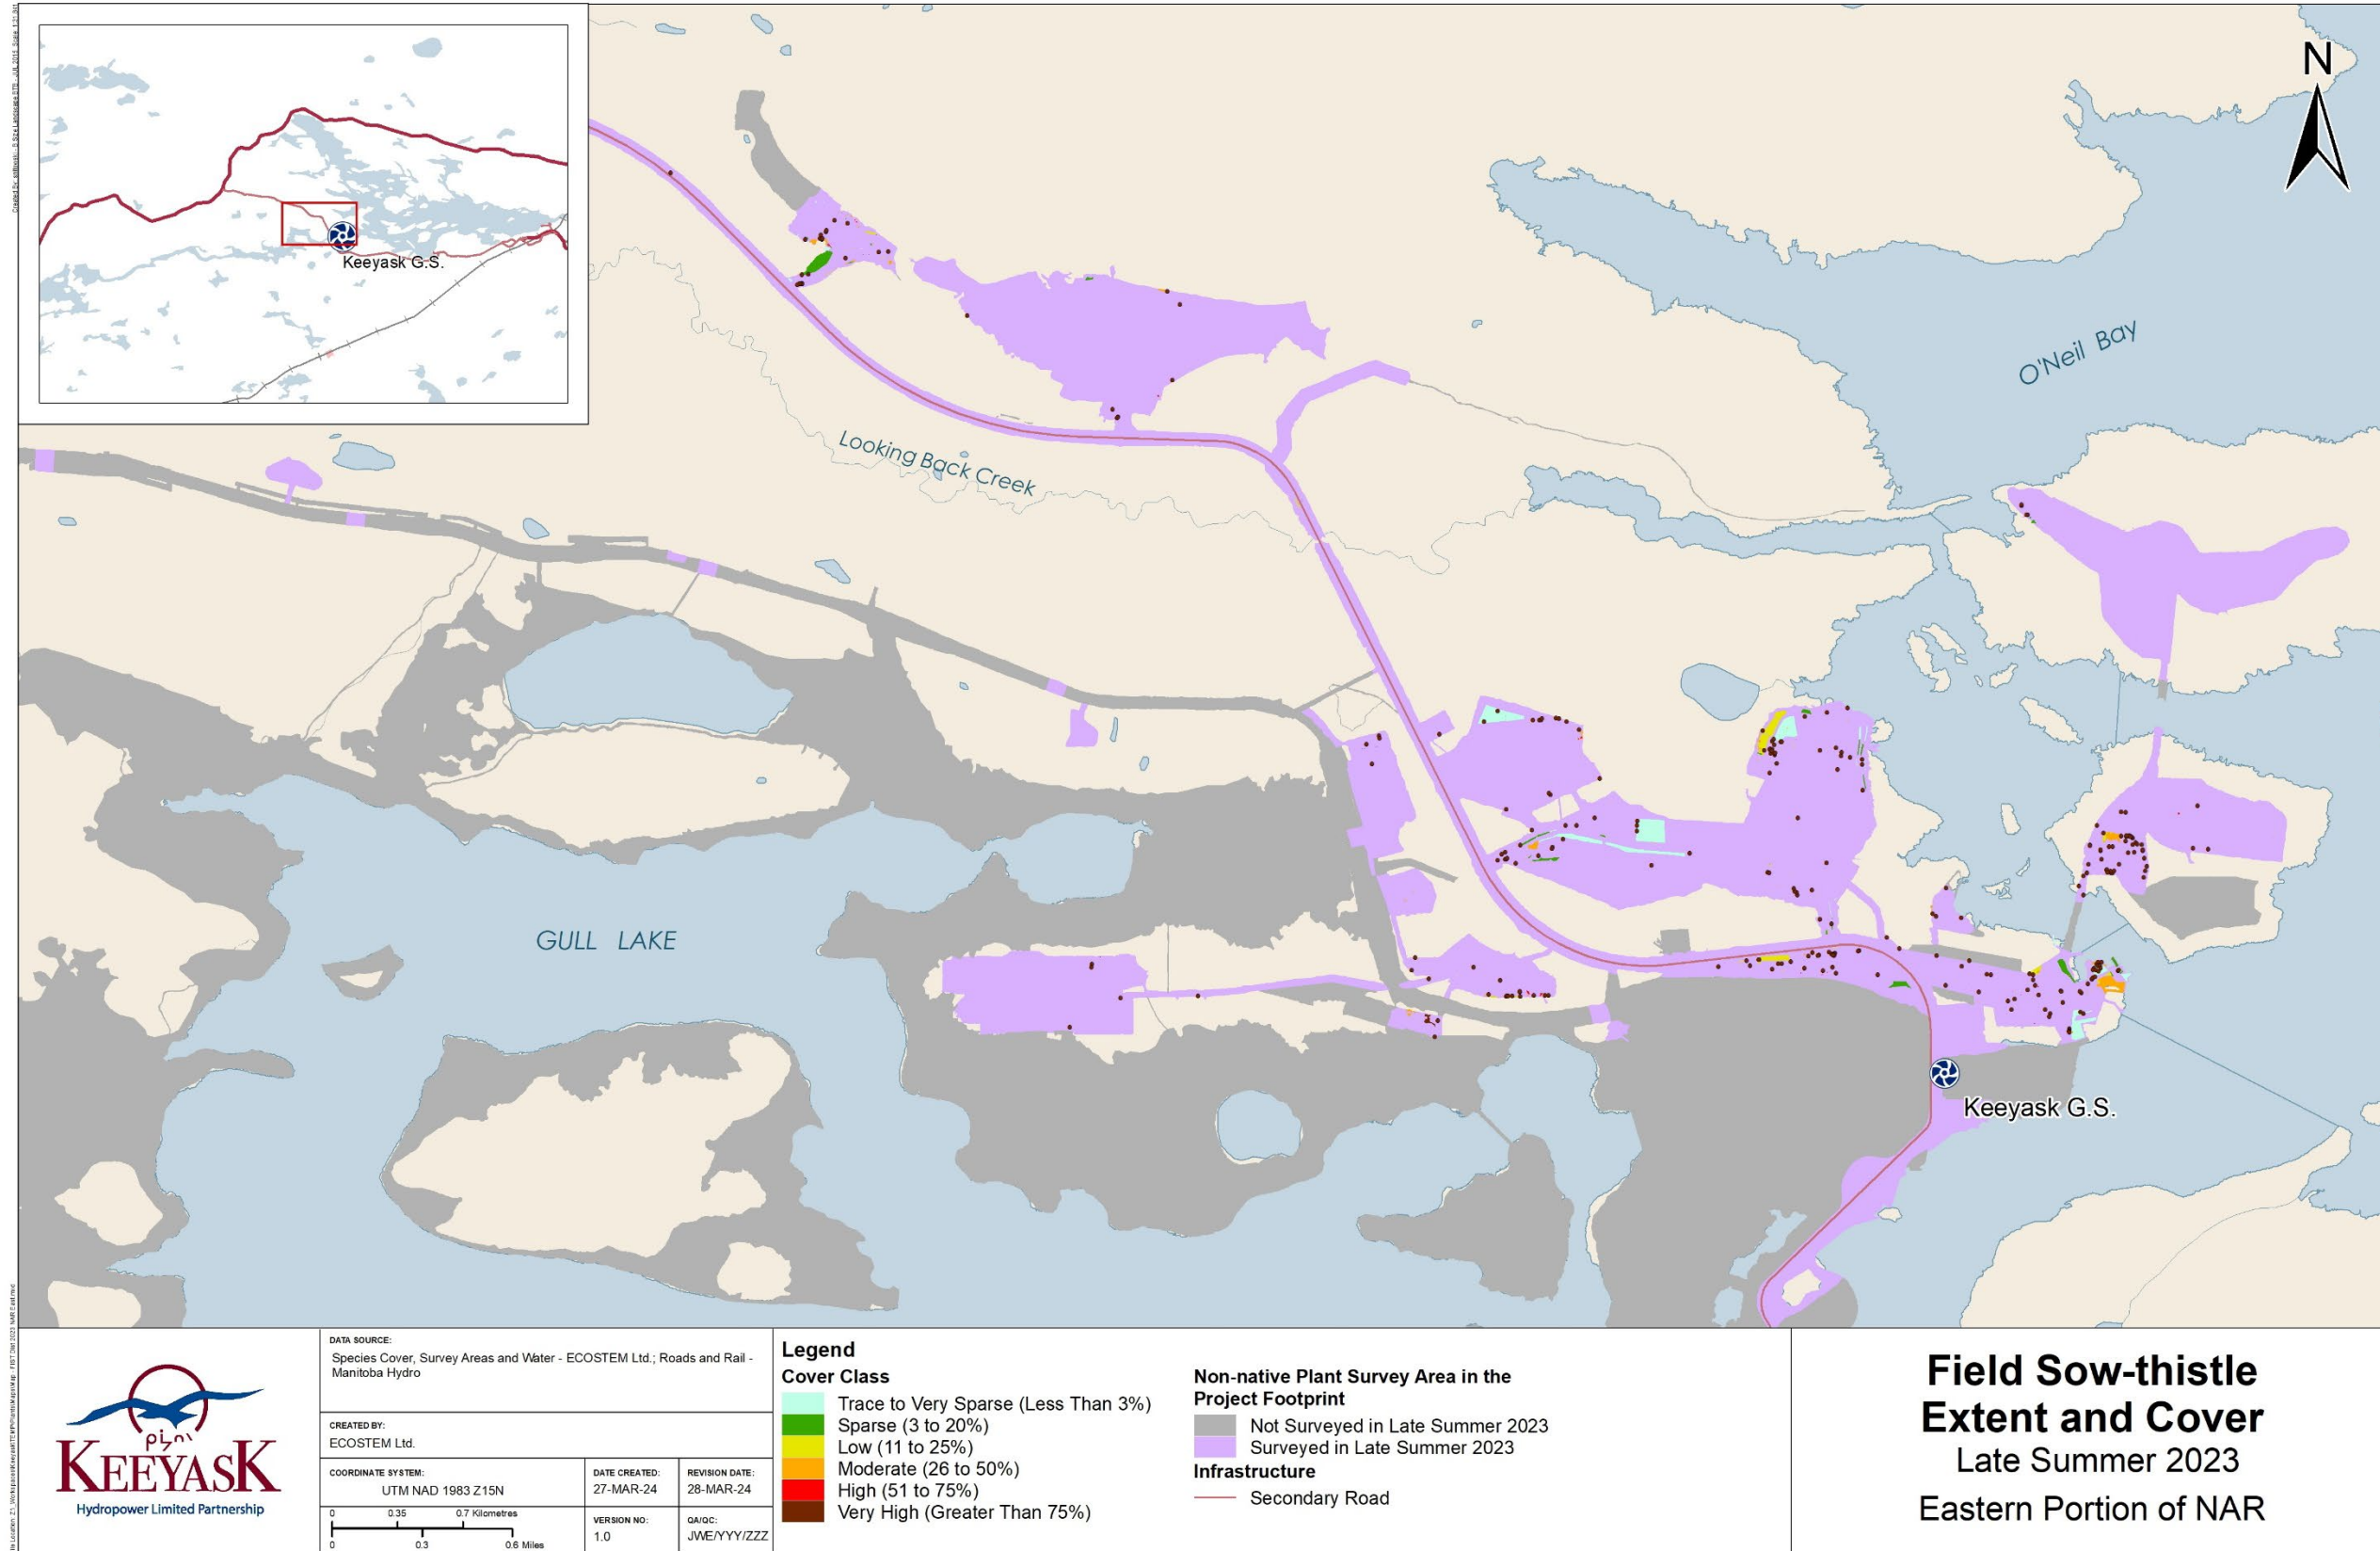 Keeyask G.S.
N
O'Neil Bay
Looking Back Creek
GULL LAKE
Keeyask G.S.
ᑭᔭᐢᐠ
KEEYASK
Hydropower Limited Partnership
DATA SOURCE:
Species Cover, Survey Areas and Water - ECOSTEM Ltd.; Roads and Rail -
Manitoba Hydro
CREATED BY:
ECOSTEM Ltd.
COORDINATE SYSTEM:
UTM NAD 1983 Z15N
DATE CREATED:
27-MAR-24
REVISION DATE:
28-MAR-24
0 0.35 0.7 Kilometres
0 0.3 0.6 Miles
VERSION NO:
1.0
QA/QC:
JWE/YYY/ZZZ
Legend
Cover Class
Trace to Very Sparse (Less Than 3%)
Sparse (3 to 20%)
Low (11 to 25%)
Moderate (26 to 50%)
High (51 to 75%)
Very High (Greater Than 75%)
Non-native Plant Survey Area in the
Project Footprint
Not Surveyed in Late Summer 2023
Surveyed in Late Summer 2023
Infrastructure
Secondary Road
Field Sow-thistle
Extent and Cover
Late Summer 2023
Eastern Portion of NAR